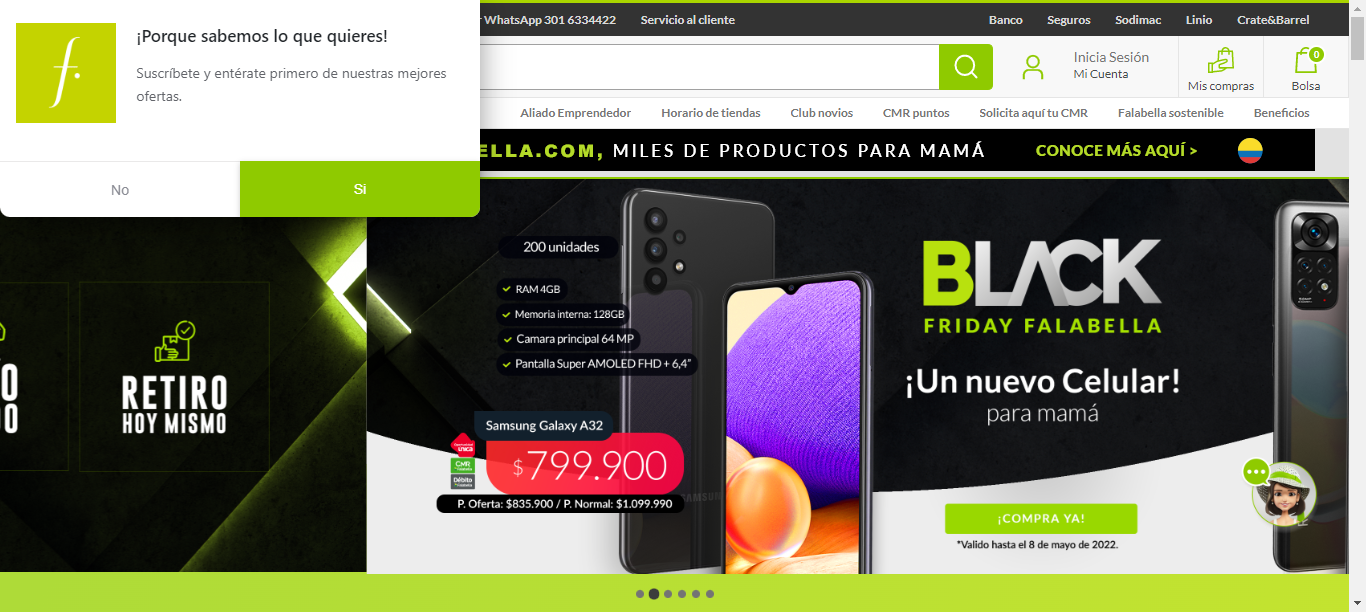 ¡Porque sabemos lo que quieres!
Suscríbete y entérate primero de nuestras mejores
ofertas.
No
Si
WhatsApp 301 6334422
Servicio al cliente
Banco
Seguros
Sodimac
Linio
Crate&Barrel
Inicia Sesión
Mi Cuenta
Mis compras
0
Bolsa
Aliado Emprendedor
Horario de tiendas
Club novios
CMR puntos
Solicita aquí tu CMR
Falabella sostenible
Beneficios
ELLA.COM, MILES DE PRODUCTOS PARA MAMÁ
CONOCE MÁS AQUÍ >
RETIRO
HOY MISMO
200 unidades
RAM 4GB
Memoria interna: 128GB
Camara principal 64 MP
Pantalla Super AMOLED FHD + 6,4”
Samsung Galaxy A32
única
CMR
Débito
$799.900
SAMSUNG
P. Oferta: $835.900 / P. Normal: $1.099.990
BLACK
FRIDAY FALABELLA
¡Un nuevo Celular!
para mamá
¡COMPRA YA!
*Valido hasta el 8 de mayo de 2022.